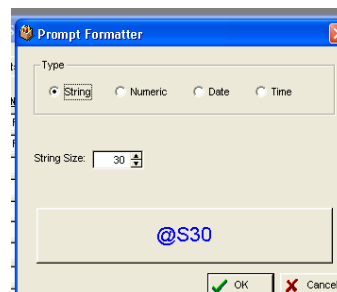 Prompt Formatter
Type
String Numeric Date Time
String Size: 30
@S30
OK Cancel